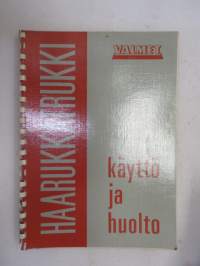 HAARUKKATRUKKI
VALMET
käyttö
ja
huolto